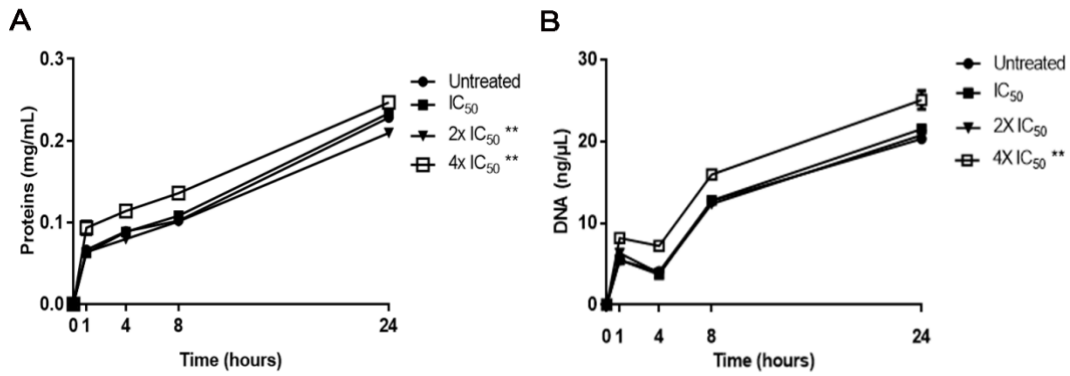 A
Proteins (mg/mL)
0.3
0.2
0.1
0.0
0 1 4 8 24
Time (hours)
Untreated
IC50
2x IC50 **
4x IC50 **
B
DNA (ng/µL)
30
20
10
0
0 1 4 8 24
Time (hours)
Untreated
IC50
2X IC50
4X IC50 **